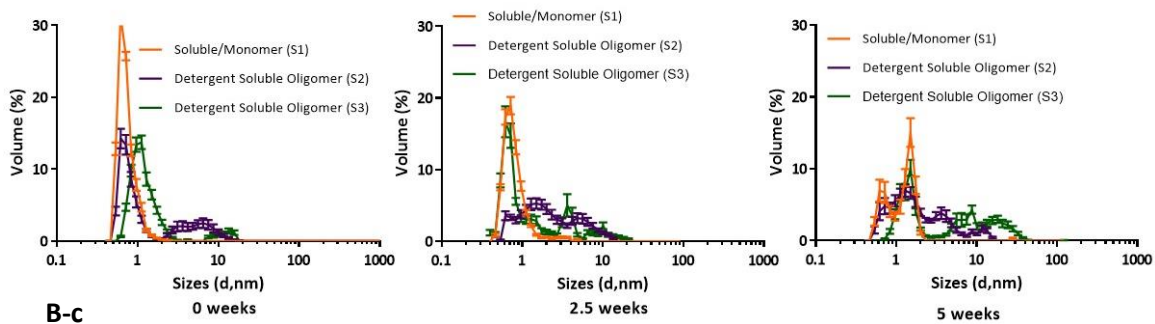 30
20
10
0
Volume (%)
Soluble/Monomer (S1)
Detergent Soluble Oligomer (S2)
Detergent Soluble Oligomer (S3)
0.1 1 10 100 1000
Sizes (d,nm)
0 weeks
30
20
10
0
Volume (%)
Soluble/Monomer (S1)
Detergent Soluble Oligomer (S2)
Detergent Soluble Oligomer (S3)
0.1 1 10 100 1000
Sizes (d,nm)
2.5 weeks
30
20
10
0
Volume (%)
Soluble/Monomer (S1)
Detergent Soluble Oligomer (S2)
Detergent Soluble Oligomer (S3)
0.1 1 10 100 1000
Sizes (d,nm)
5 weeks
B-c